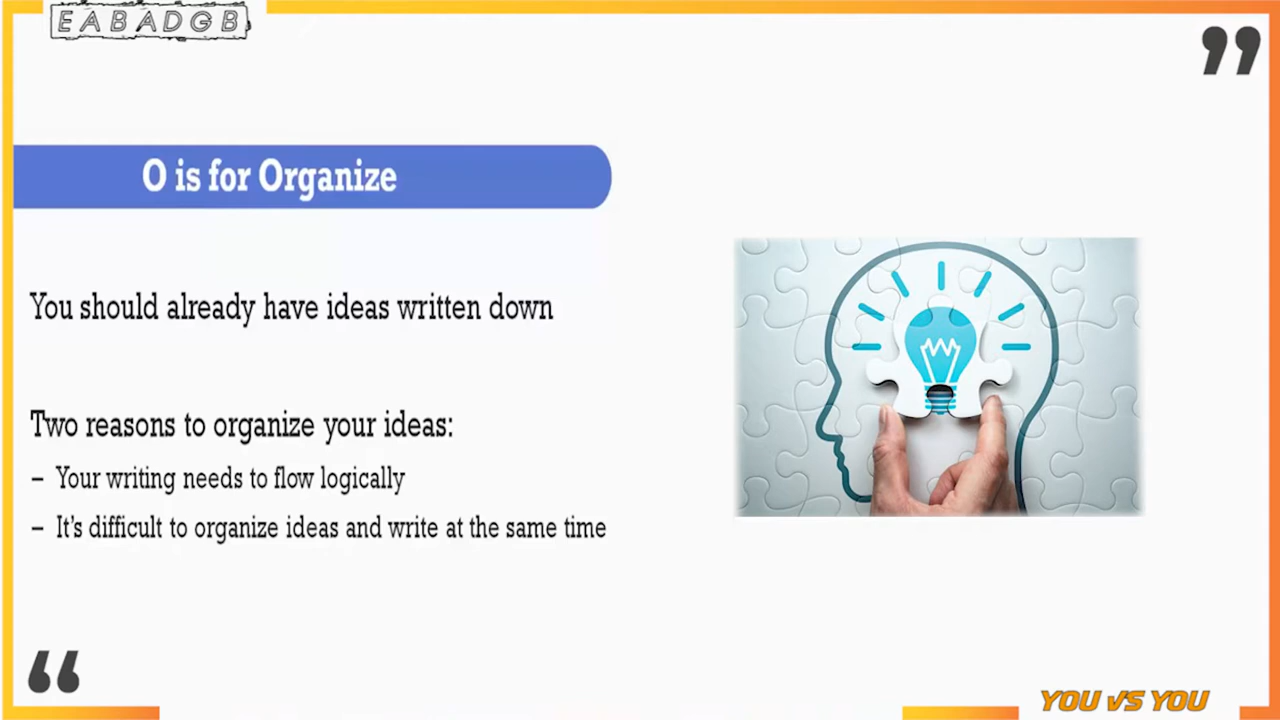 EABADGB
O is for Organize
You should already have ideas written down
Two reasons to organize your ideas:
– Your writing needs to flow logically
– It's difficult to organize ideas and write at the same time
YOU VS YOU